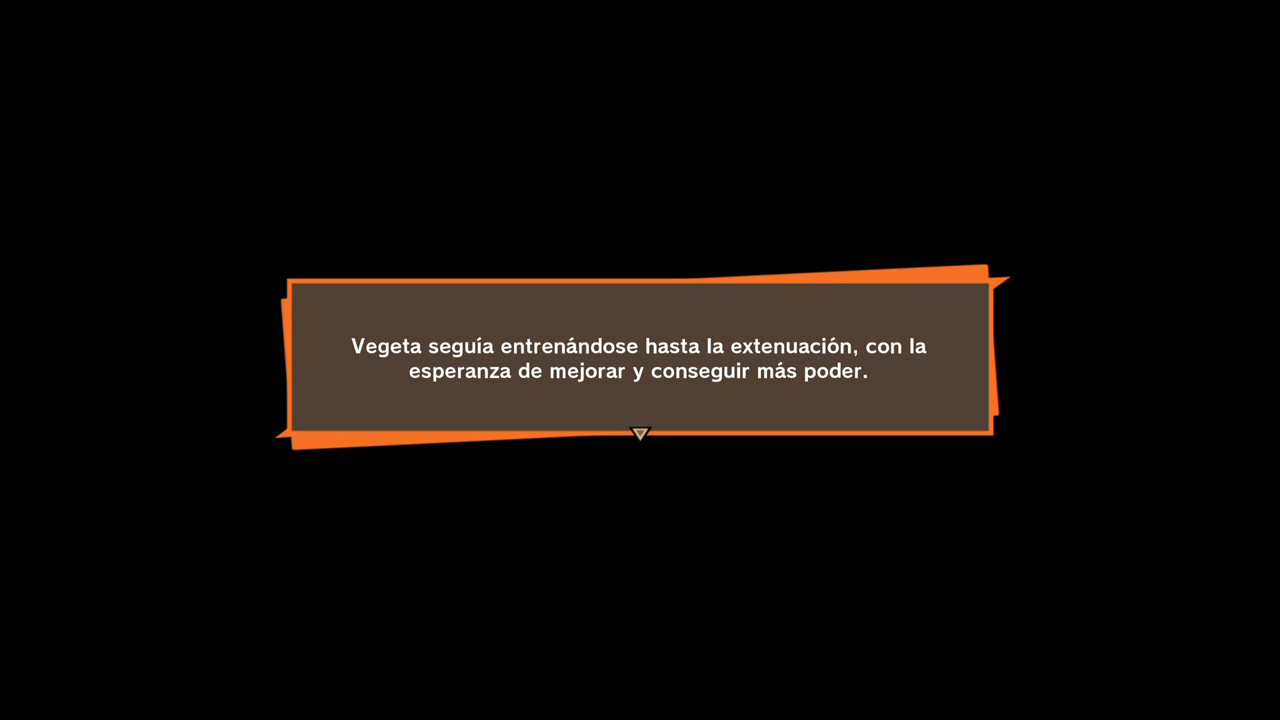 Vegeta seguía entrenándose hasta la extenuación, con la
esperanza de mejorar y conseguir más poder.